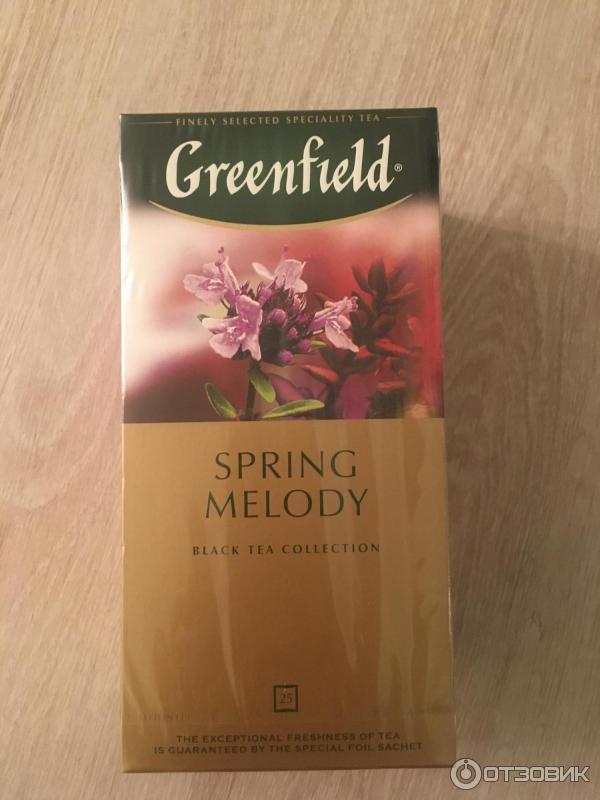 FINELY SELECTED SPECIALITY TEA
Greenfield®
SPRING
MELODY
BLACK TEA COLLECTION
25
THE EXCEPTIONAL FRESHNESS OF TEA
IS GUARANTEED BY THE SPECIAL FOIL SACHET
ОТЗОВИК